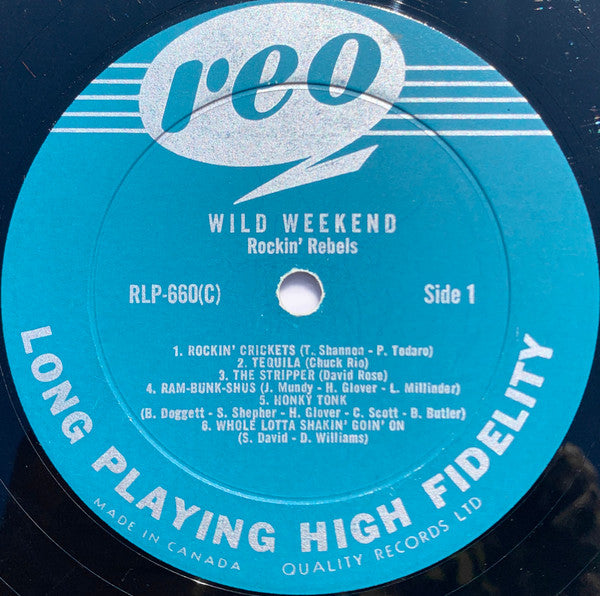 reo
WILD WEEKEND
Rockin' Rebels
RLP-660(C)
Side 1
1. ROCKIN' CRICKETS (T. Shannon - P. Todaro)
2. TEQUILA (Chuck Rio)
3. THE STRIPPER (David Rose)
4. RAM-BUNK-SHUS (J. Mundy - H. Glover - L. Millinder)
5. HONKY TONK
(B. Doggett - S. Shepher - H. Glover - C. Scott - B. Butler)
6. WHOLE LOTTA SHAKIN' GOIN' ON
(S. David - D. Williams)
LONG PLAYING HIGH FIDELITY
MADE IN CANADA
QUALITY RECORDS LTD